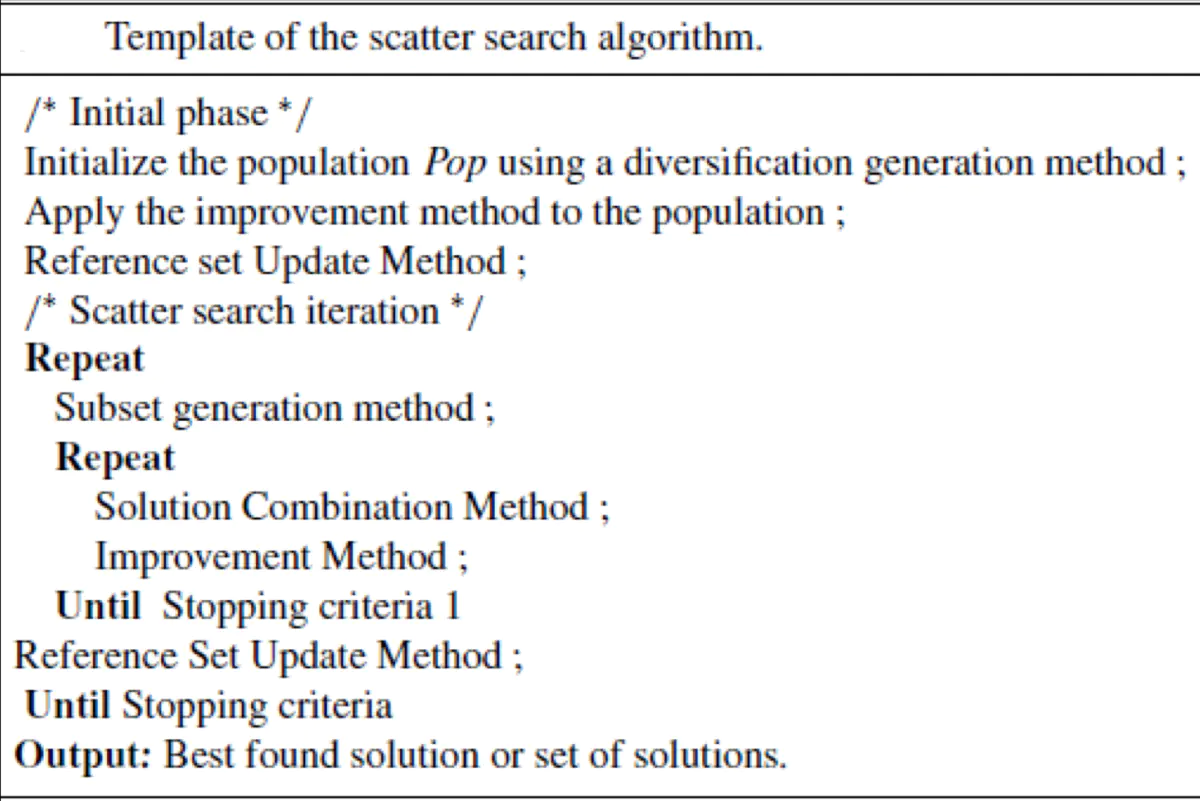 Template of the scatter search algorithm.
/* Initial phase */
Initialize the population Pop using a diversification generation method ;
Apply the improvement method to the population ;
Reference set Update Method ;
/* Scatter search iteration */
Repeat
Subset generation method ;
Repeat
Solution Combination Method ;
Improvement Method ;
Until Stopping criteria 1
Reference Set Update Method ;
Until Stopping criteria
Output: Best found solution or set of solutions.